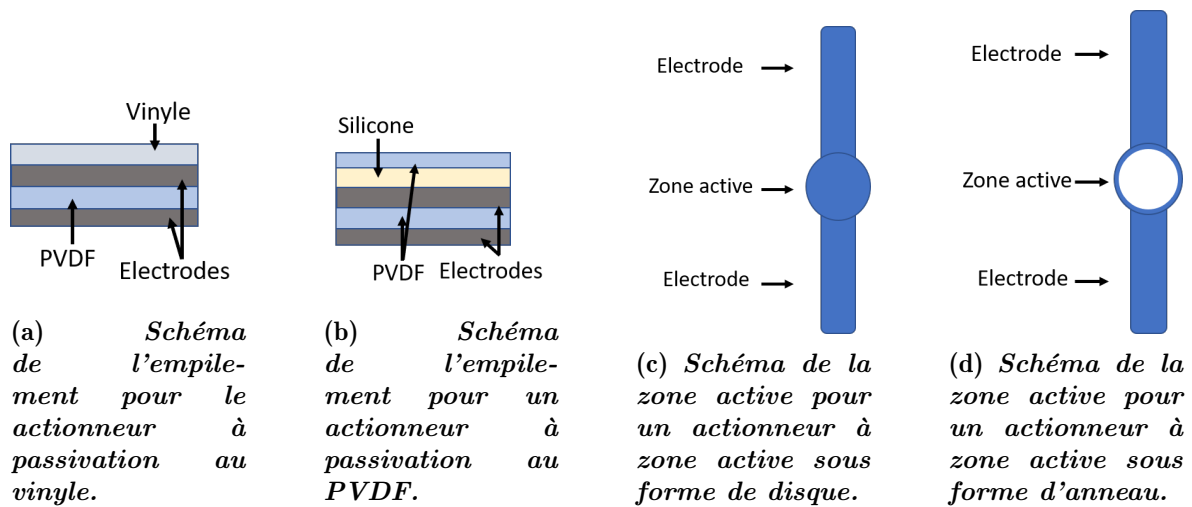 Vinyle
PVDF
Electrodes
(a) Schéma
de l'empile-
ment pour le
actionneur à
passivation au
vinyle.
Silicone
PVDF
Electrodes
(b) Schéma
de l'empile-
ment pour un
actionneur à
passivation au
PVDF.
Electrode
Zone active
Electrode
(c) Schéma de la
zone active pour
un actionneur à
zone active sous
forme de disque.
Electrode
Zone active
Electrode
(d) Schéma de la
zone active pour
un actionneur à
zone active sous
forme d'anneau.